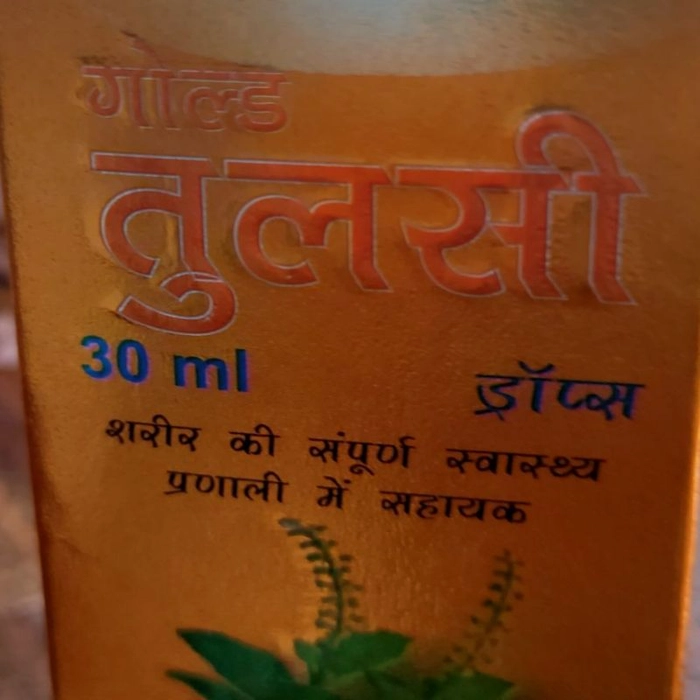 गोल्ड
तुलसी
30 ml ड्रॉप्स
शरीर की संपूर्ण स्वास्थ्य
प्रणाली में सहायक